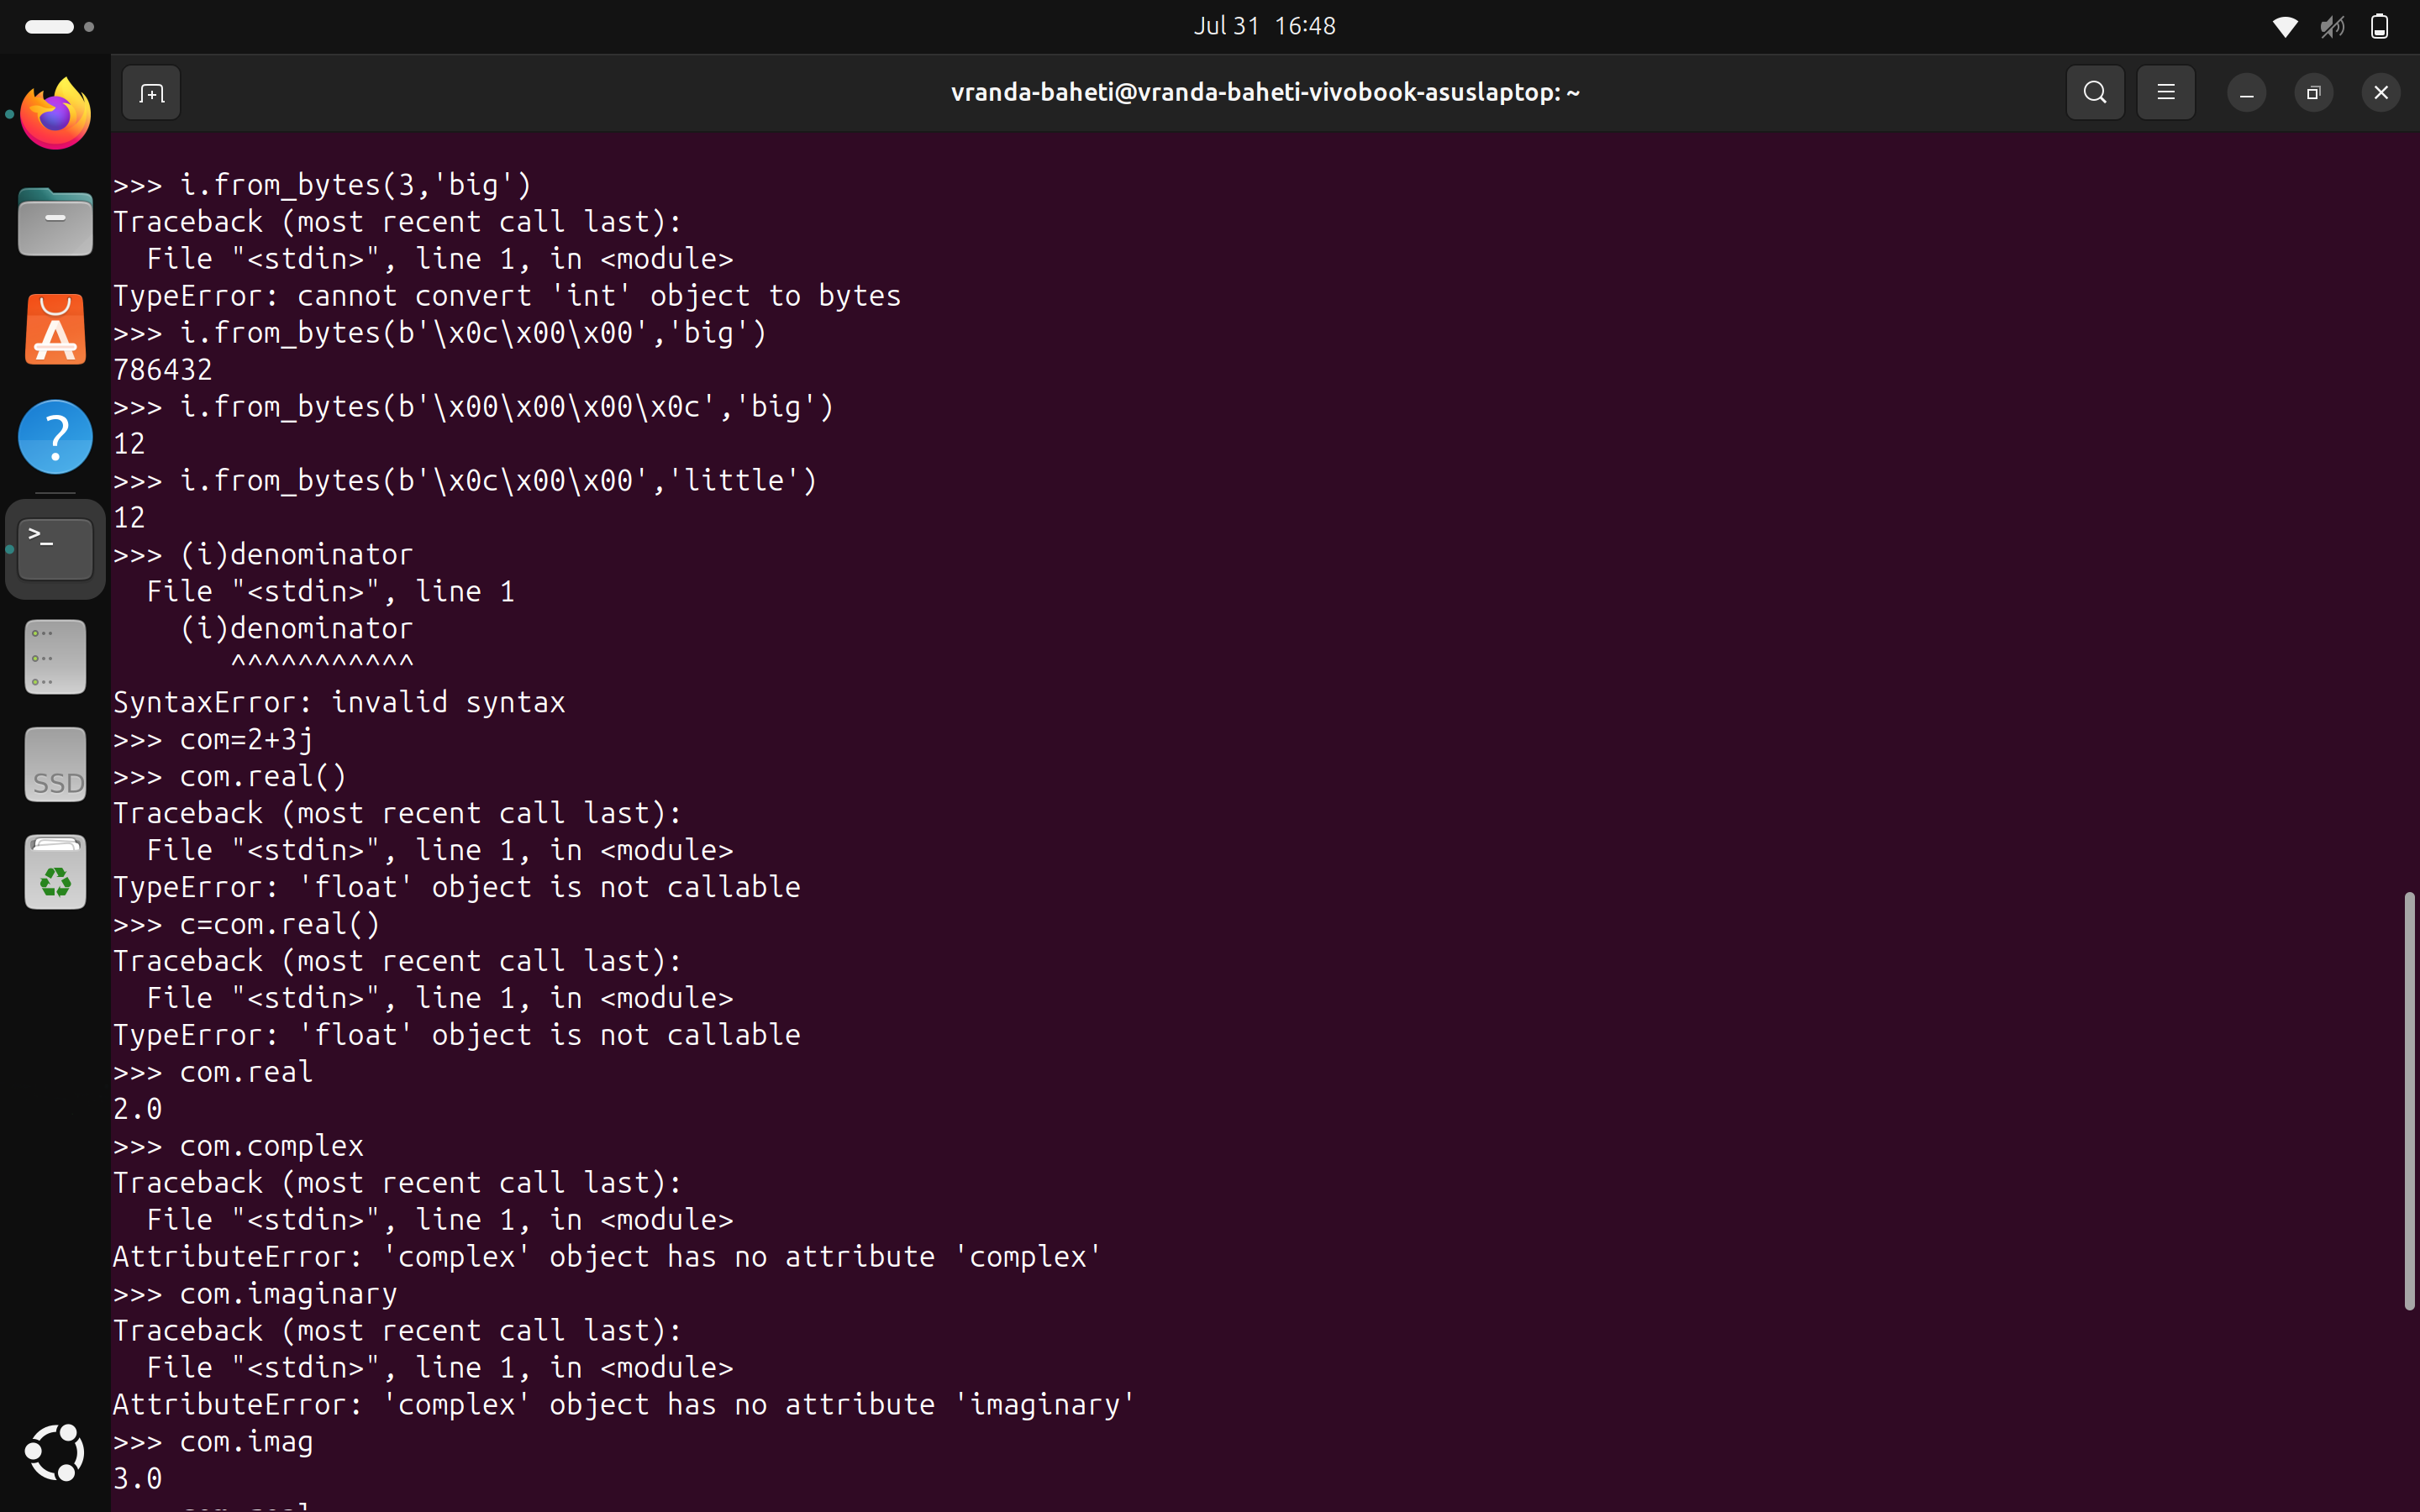 Jul 31 16:48
vranda-baheti@vranda-baheti-vivobook-asuslaptop: ~
>>> i.from_bytes(3,'big')
Traceback (most recent call last):
  File "<stdin>", line 1, in <module>
TypeError: cannot convert 'int' object to bytes
>>> i.from_bytes(b'\x0c\x00\x00','big')
786432
>>> i.from_bytes(b'\x00\x00\x00\x0c','big')
12
>>> i.from_bytes(b'\x0c\x00\x00','little')
12
>>> (i)denominator
  File "<stdin>", line 1
    (i)denominator
       ^^^^^^^^^^^
SyntaxError: invalid syntax
>>> com=2+3j
>>> com.real()
Traceback (most recent call last):
  File "<stdin>", line 1, in <module>
TypeError: 'float' object is not callable
>>> c=com.real()
Traceback (most recent call last):
  File "<stdin>", line 1, in <module>
TypeError: 'float' object is not callable
>>> com.real
2.0
>>> com.complex
Traceback (most recent call last):
  File "<stdin>", line 1, in <module>
AttributeError: 'complex' object has no attribute 'complex'
>>> com.imaginary
Traceback (most recent call last):
  File "<stdin>", line 1, in <module>
AttributeError: 'complex' object has no attribute 'imaginary'
>>> com.imag
3.0
SSD